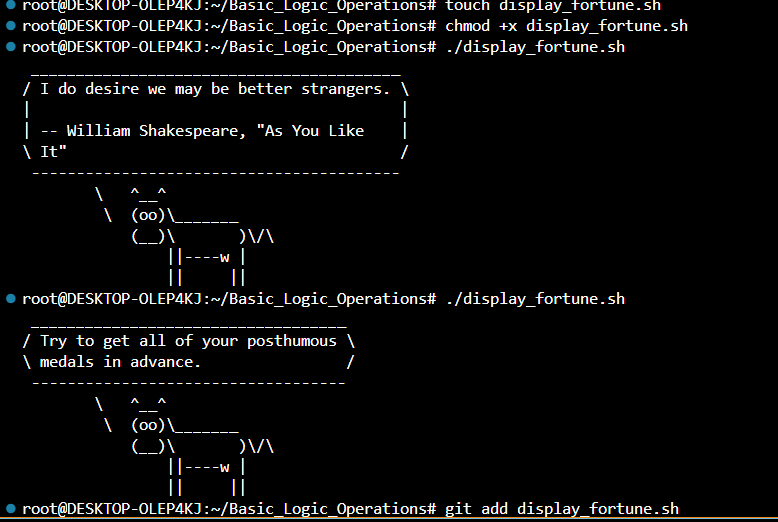 root@DESKTOP-OLEP4KJ:~/Basic_Logic_Operations# touch display_fortune.sh
root@DESKTOP-OLEP4KJ:~/Basic_Logic_Operations# chmod +x display_fortune.sh
root@DESKTOP-OLEP4KJ:~/Basic_Logic_Operations# ./display_fortune.sh
 _________________________________________
/ I do desire we may be better strangers. \
|                                         |
| -- William Shakespeare, "As You Like    |
\ It"                                     /
 -----------------------------------------
        \   ^__^
         \  (oo)\_______
            (__)\       )\/\
                ||----w |
                ||     ||
root@DESKTOP-OLEP4KJ:~/Basic_Logic_Operations# ./display_fortune.sh
 ___________________________________
/ Try to get all of your posthumous \
\ medals in advance.                /
 -----------------------------------
        \   ^__^
         \  (oo)\_______
            (__)\       )\/\
                ||----w |
                ||     ||
root@DESKTOP-OLEP4KJ:~/Basic_Logic_Operations# git add display_fortune.sh